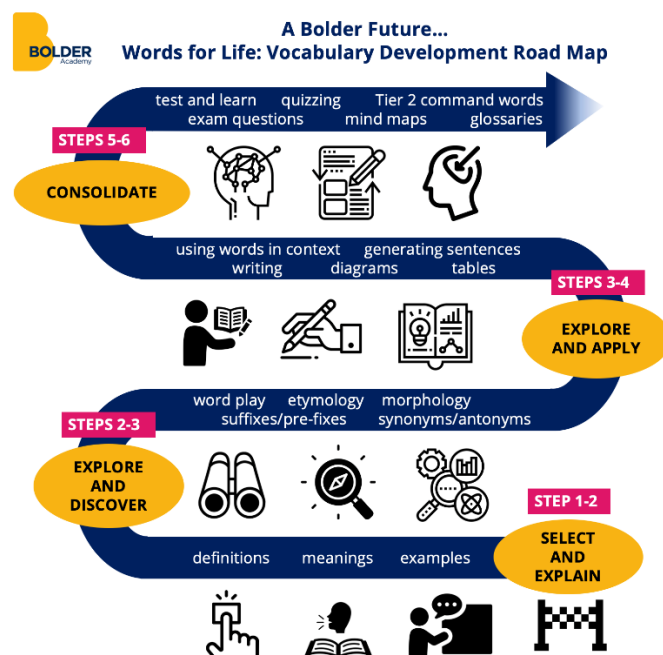 BOLDER
Academy
A Bolder Future...
Words for Life: Vocabulary Development Road Map
test and learn quizzing Tier 2 command words
exam questions mind maps glossaries
STEPS 5-6
CONSOLIDATE
using words in context generating sentences
writing diagrams tables
STEPS 3-4
EXPLORE
AND APPLY
word play etymology morphology
suffixes/pre-fixes synonyms/antonyms
STEPS 2-3
EXPLORE
AND
DISCOVER
STEP 1-2
SELECT
AND
EXPLAIN
definitions meanings examples